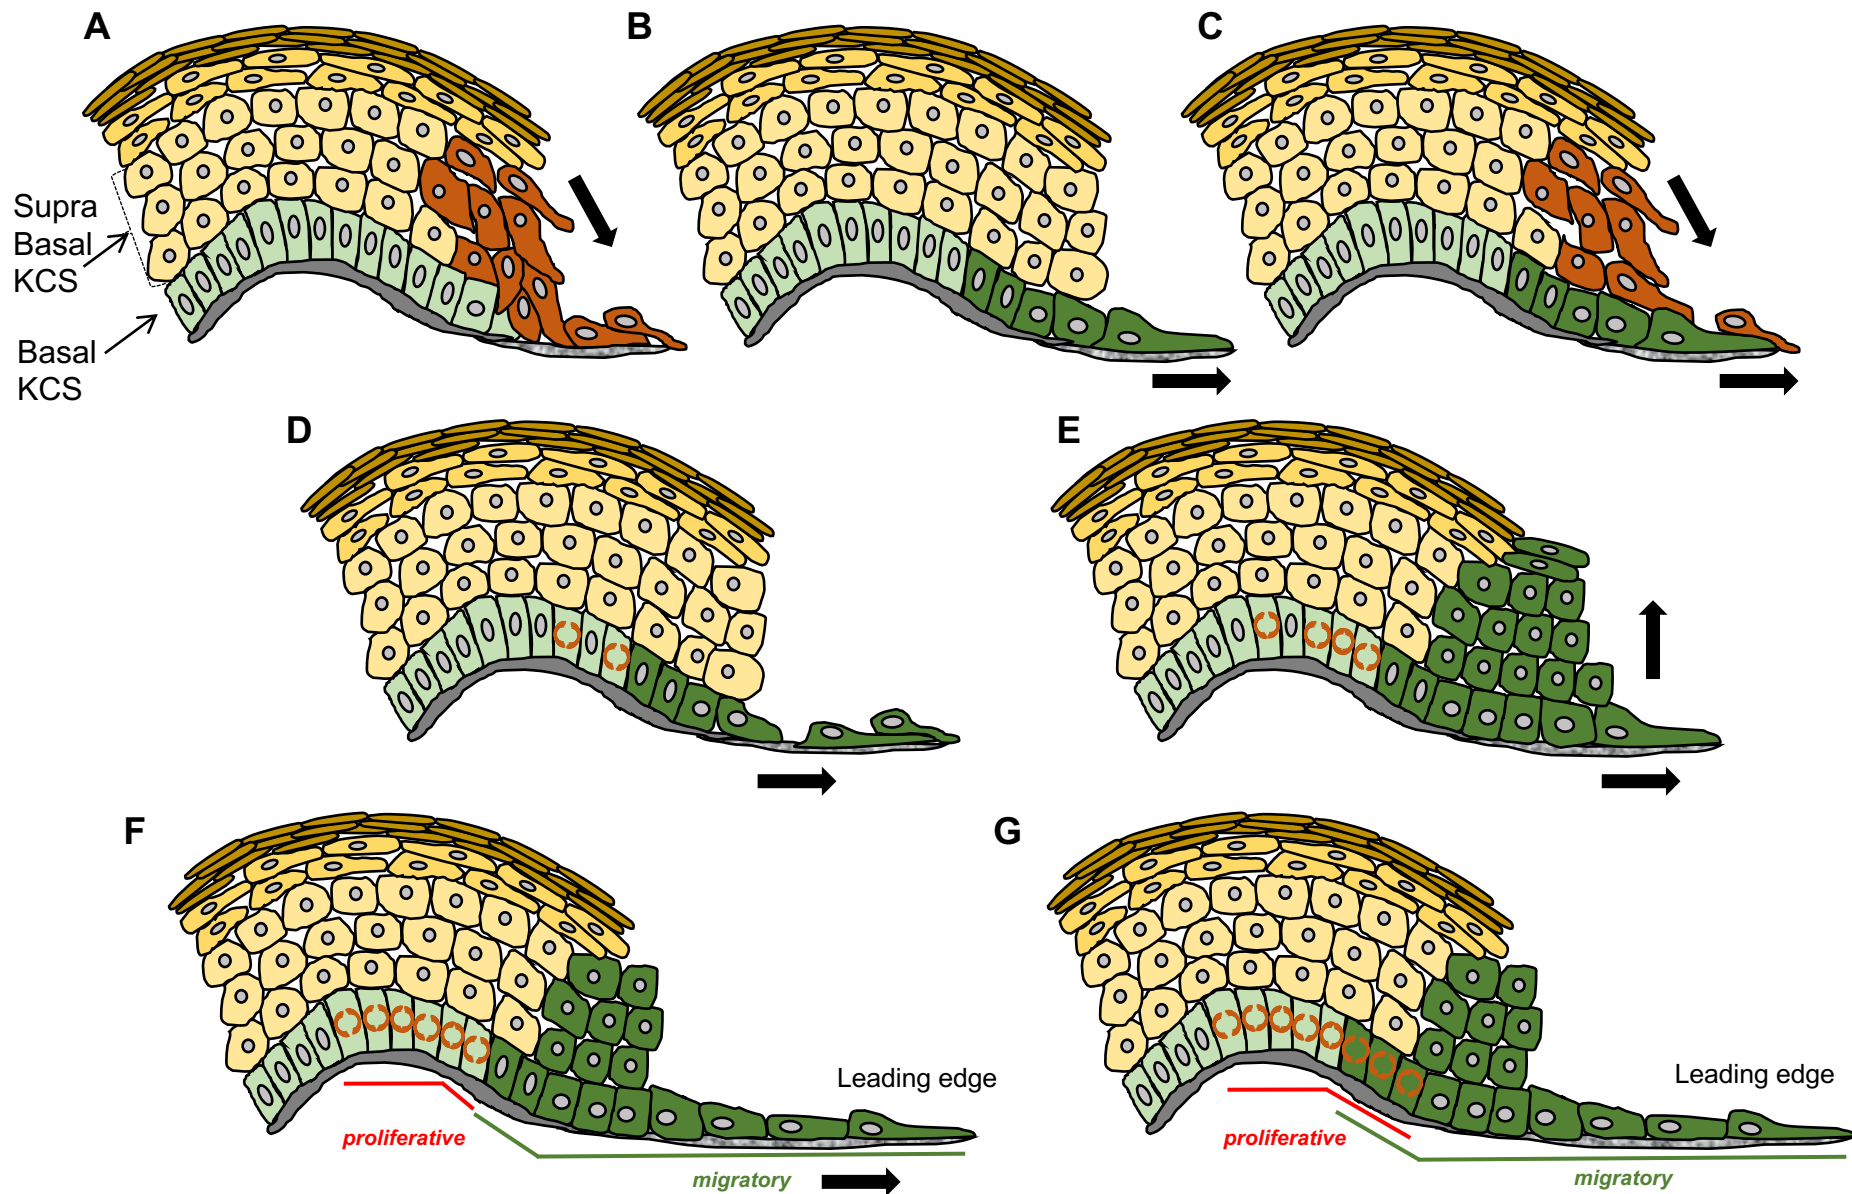 A
B
C
Supra
Basal
KCS
Basal
KCS
D
E
F
G
Leading edge
proliferative
migratory
Leading edge
proliferative
migratory